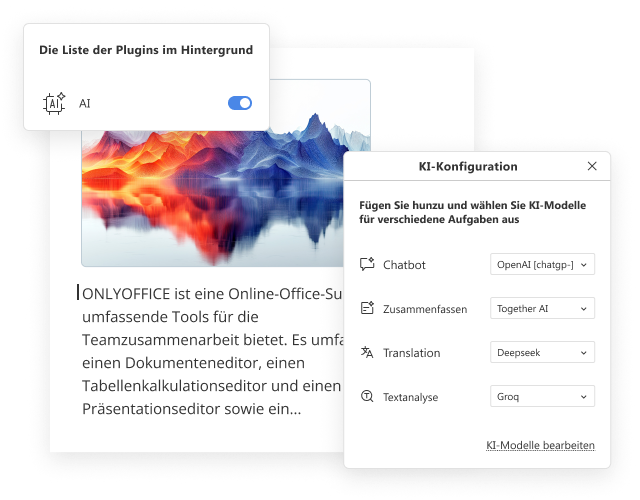 Die Liste der Plugins im Hintergrund
AI
AI
KI-Konfiguration
Fügen Sie hunzu und wählen Sie KI-Modelle
für verschiedene Aufgaben aus
Chatbot
OpenAI [chatgp-]
Zusammenfassen
Together AI
Translation
Deepseek
Textanalyse
Groq
KI-Modelle bearbeiten
ONLYOFFICE ist eine Online-Office-Su
umfassende Tools für die
Teamzusammenarbeit bietet. Es umfa
einen Dokumenteneditor, einen
Tabellenkalkulationseditor und einen
Präsentationseditor sowie ein...